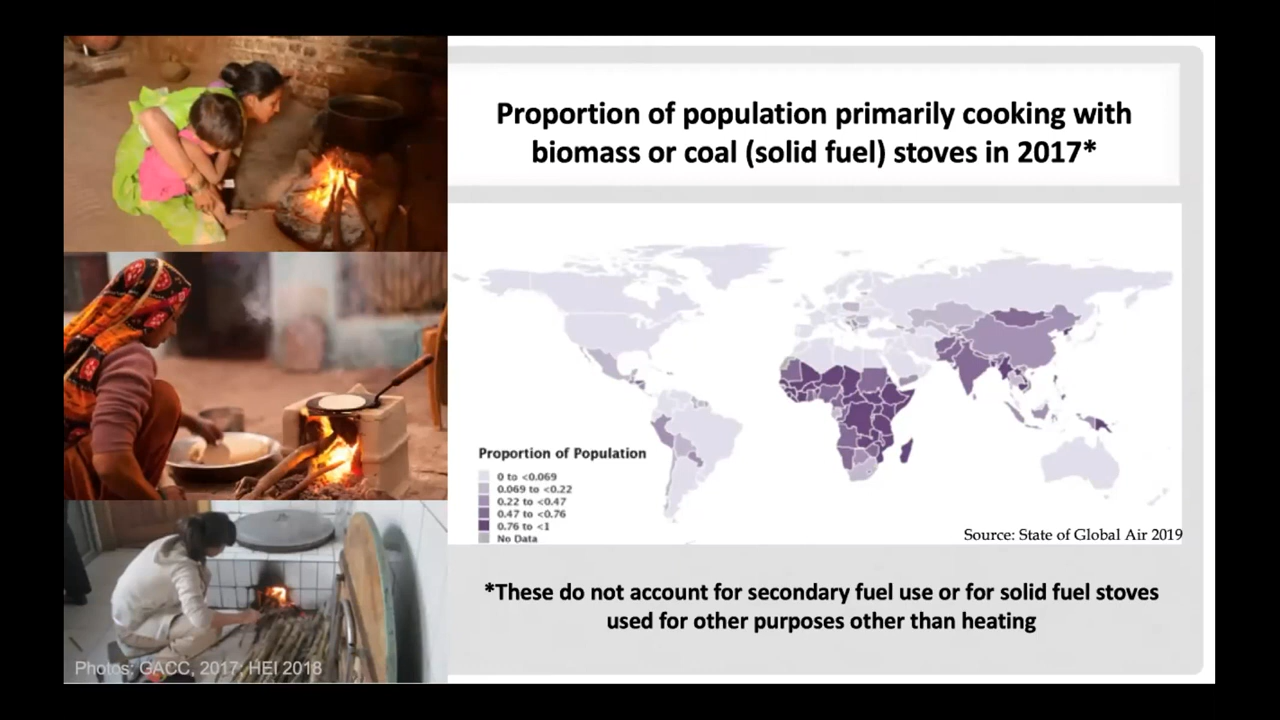 Proportion of population primarily cooking with
biomass or coal (solid fuel) stoves in 2017*
Proportion of Population
0 to <0.069
0.069 to <0.22
0.22 to <0.47
0.47 to <0.76
0.76 to <1
No Data
Source: State of Global Air 2019
*These do not account for secondary fuel use or for solid fuel stoves
used for other purposes other than heating
Photos: GACC, 2017; HEI 2018